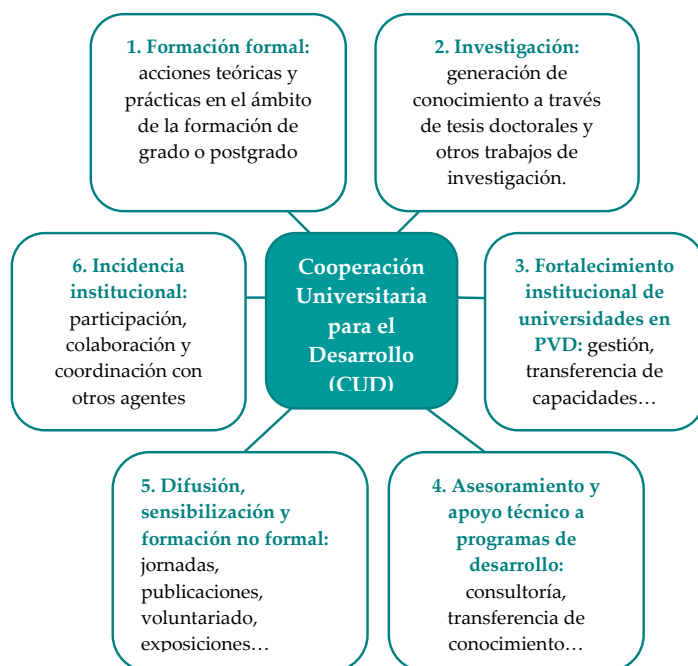 1. Formación formal:
acciones teóricas y
prácticas en el ámbito
de la formación de
grado o postgrado
2. Investigación:
generación de
conocimiento a través
de tesis doctorales y
otros trabajos de
investigación.
6. Incidencia
institucional:
participación,
colaboración y
coordinación con
otros agentes
Cooperación
Universitaria
para el
Desarrollo
(CUD)
3. Fortalecimiento
institucional de
universidades en
PVD: gestión,
transferencia de
capacidades…
5. Difusión,
sensibilización y
formación no formal:
jornadas,
publicaciones,
voluntariado,
exposiciones…
4. Asesoramiento y
apoyo técnico a
programas de
desarrollo:
consultoría,
transferencia de
conocimiento…